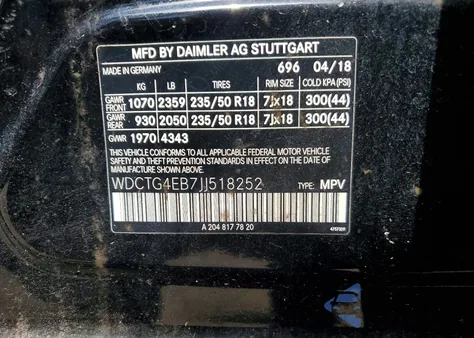 MFD BY DAIMLER AG STUTTGART
MADE IN GERMANY 696 04/18
KG LB TIRES RIM SIZE COLD KPA(PSI)
GAWR FRONT 1070 2359 235/50 R18 7Jx18 300(44)
GAWR REAR 930 2050 235/50 R18 7Jx18 300(44)
GVWR 1970 4343
THIS VEHICLE CONFORMS TO ALL APPLICABLE FEDERAL MOTOR VEHICLE
SAFETY, BUMPER AND THEFT PREVENTION STANDARDS IN EFFECT
ON THE DATE OF MANUFACTURE SHOWN ABOVE.
WDCTG4EB7JJ518252 TYPE: MPV
A 204 817 78 20